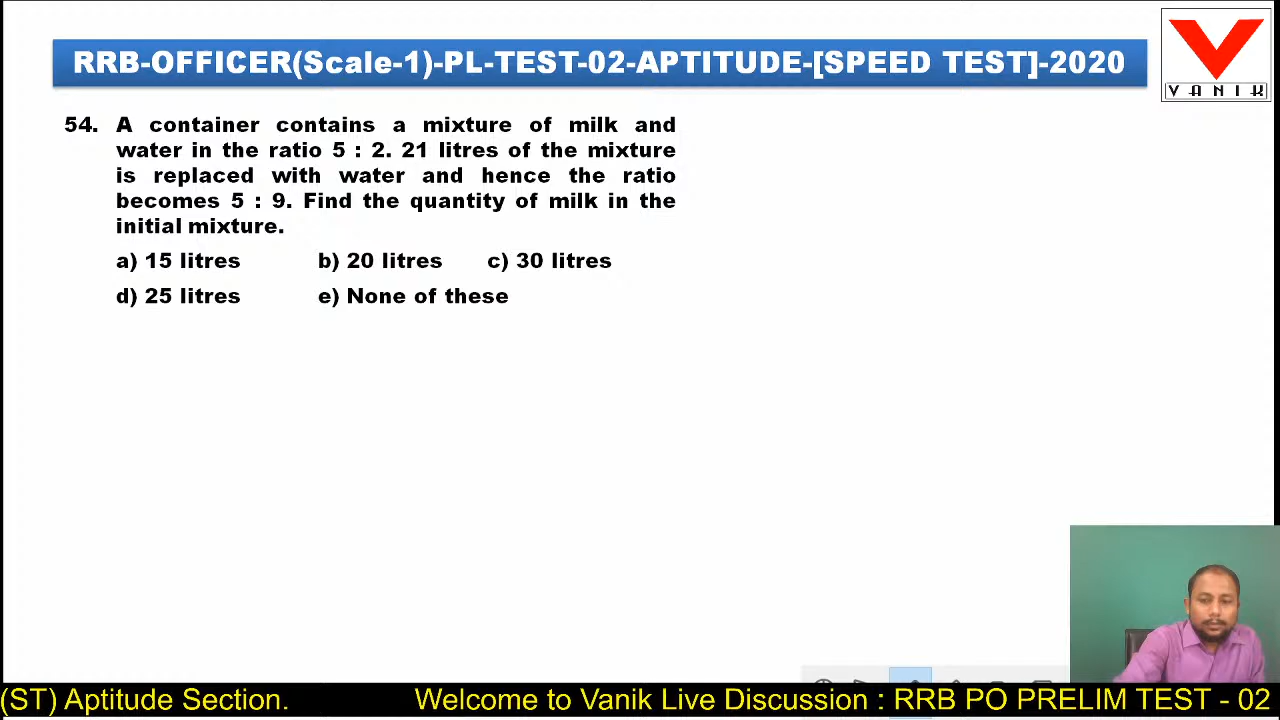 RRB-OFFICER(Scale-1)-PL-TEST-02-APTITUDE-[SPEED TEST]-2020
VANIK
54. A container contains a mixture of milk and
water in the ratio 5 : 2. 21 litres of the mixture
is replaced with water and hence the ratio
becomes 5 : 9. Find the quantity of milk in the
initial mixture.
a) 15 litres b) 20 litres c) 30 litres
d) 25 litres e) None of these
(ST) Aptitude Section. Welcome to Vanik Live Discussion : RRB PO PRELIM TEST - 02